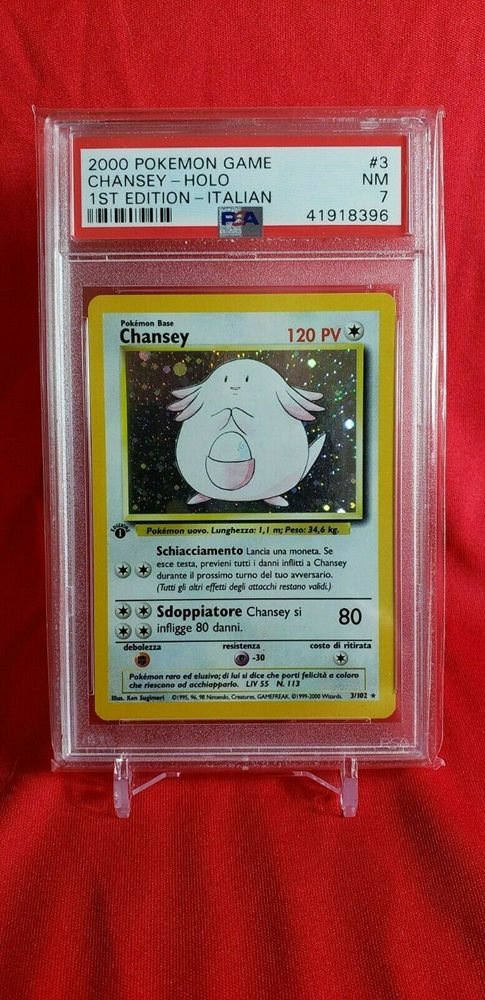 2000 POKEMON GAME #3
CHANSEY - HOLO NM
1ST EDITION - ITALIAN 7
PSA 41918396
Pokémon Base
Chansey 120 PV
EDIZIONE 1
Pokémon uovo. Lunghezza: 1,1 m; Peso: 34,6 kg.
Schiacciamento Lancia una moneta. Se
esce testa, previeni tutti i danni inflitti a Chansey
durante il prossimo turno del tuo avversario.
(Tutti gli altri effetti degli attacchi restano validi.)
Sdoppiatore Chansey si 80
infligge 80 danni.
debolezza resistenza costo di ritirata
-30
Pokémon raro ed elusivo; di lui si dice che porti felicità a coloro
che riescono ad acchiapparlo. LIV 55 N. 113
Illus. Ken Sugimori ©1995, 96, 98 Nintendo, Creatures, GAMEFREAK. ©1999-2000 Wizards. 3/102 ★
PSA